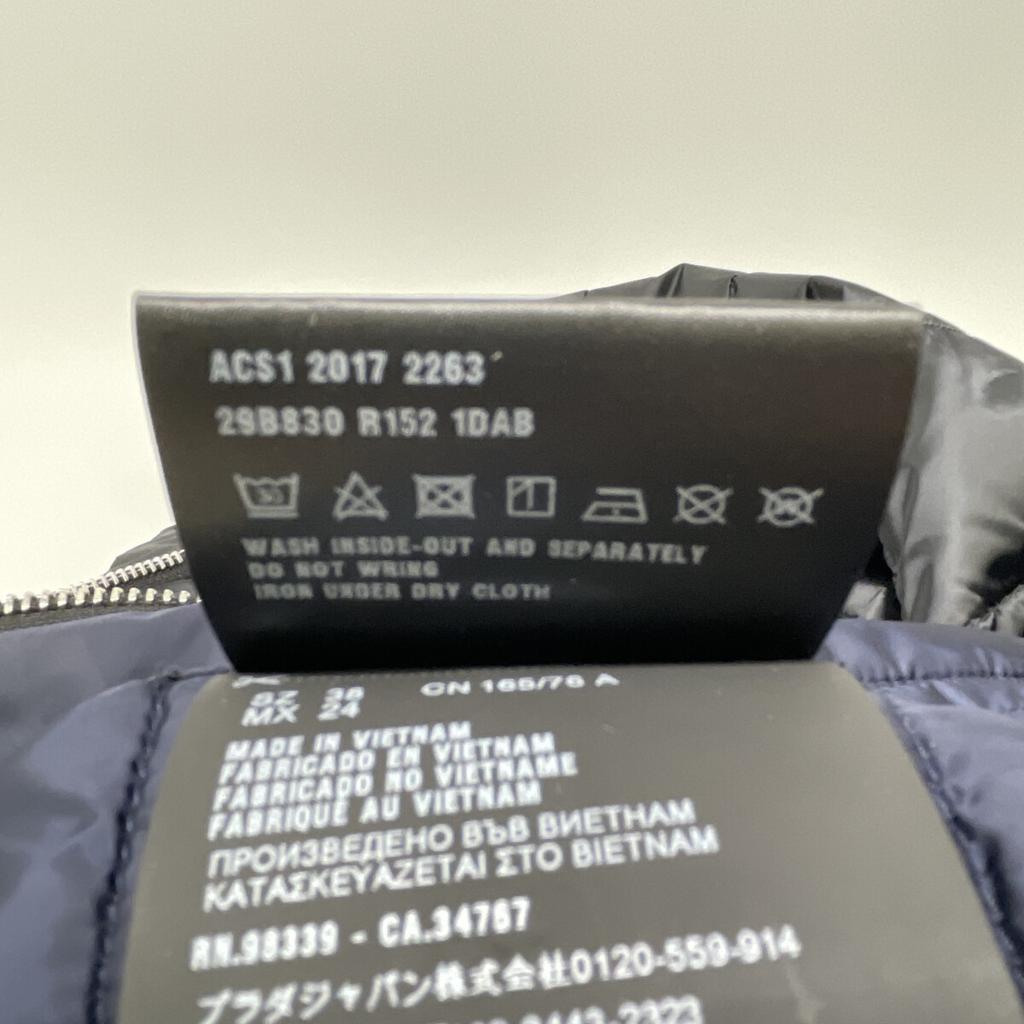 ACS1 2017 2263
29B830 R152 1DAB
30
WASH INSIDE-OUT AND SEPARATELY
DO NOT WRING
IRON UNDER DRY CLOTH
CN 165/76 A
BZ 38
MX 24
MADE IN VIETNAM
FABRICADO EN VIETNAM
FABRICADO NO VIETNAME
FABRIQUÉ AU VIETNAM
ПРОИЗВЕДЕНО ВЪВ ВИЕТНАМ
ΚΑΤΑΣΚΕΥΑΖΕΤΑΙ ΣΤΟ ΒΙΕΤΝΑΜ
RN.98339 - CA.34767
プラダジャパン株式会社0120-559-914